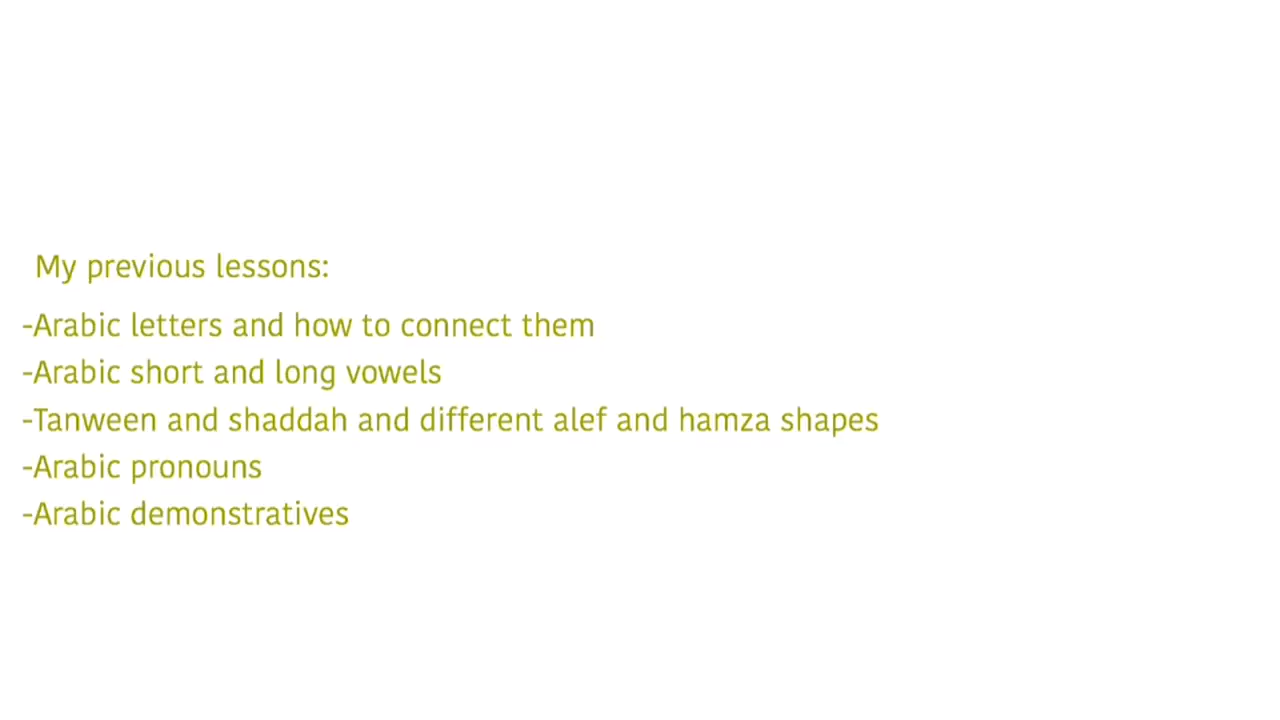 My previous lessons:
-Arabic letters and how to connect them
-Arabic short and long vowels
-Tanween and shaddah and different alef and hamza shapes
-Arabic pronouns
-Arabic demonstratives